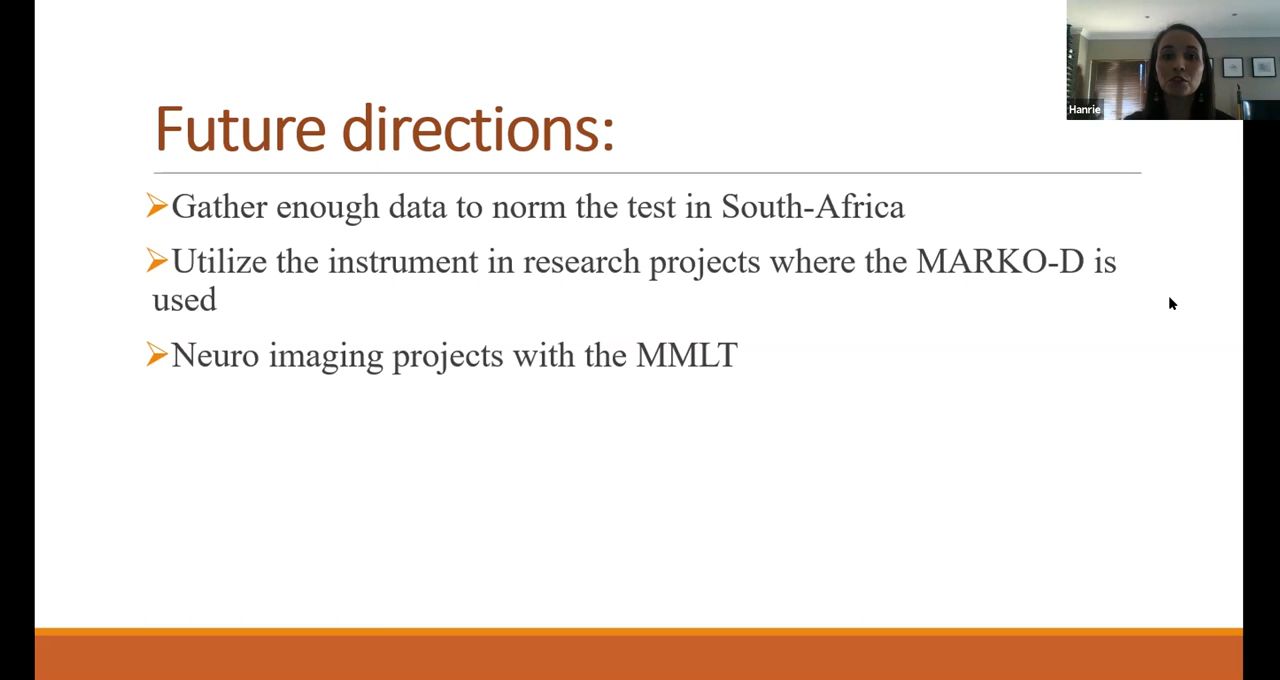 Hanrie
Future directions:
Gather enough data to norm the test in South-Africa
Utilize the instrument in research projects where the MARKO-D is
used
Neuro imaging projects with the MMLT